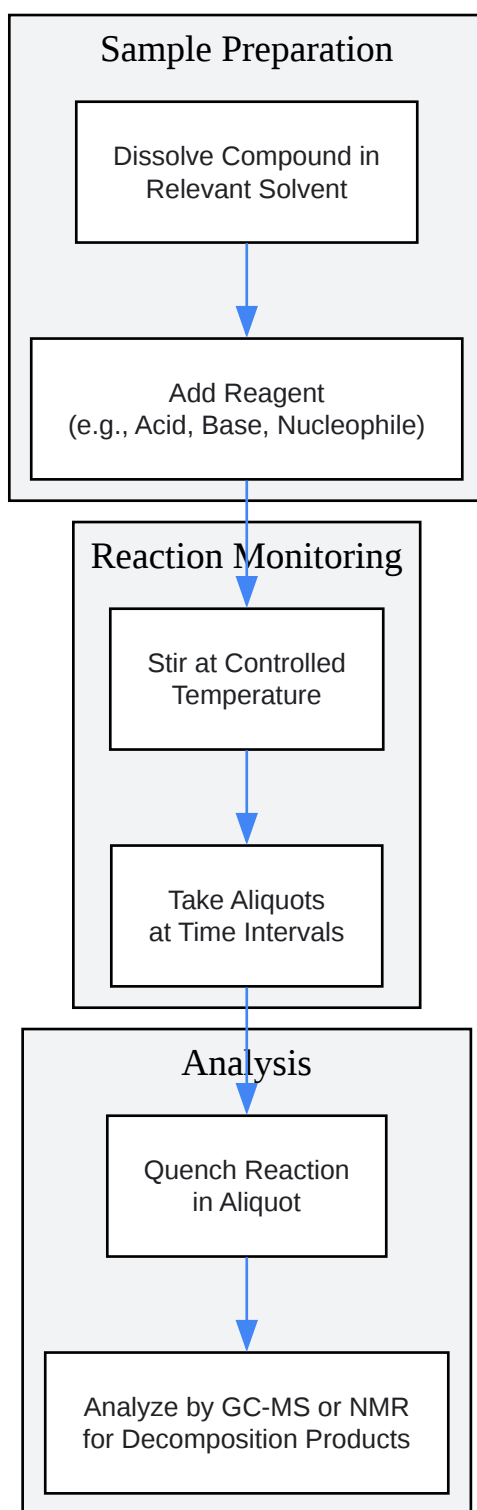 Sample Preparation
Dissolve Compound in
Relevant Solvent
Add Reagent
(e.g., Acid, Base, Nucleophile)
Reaction Monitoring
Stir at Controlled
Temperature
Take Aliquots
at Time Intervals
Analysis
Quench Reaction
in Aliquot
Analyze by GC-MS or NMR
for Decomposition Products